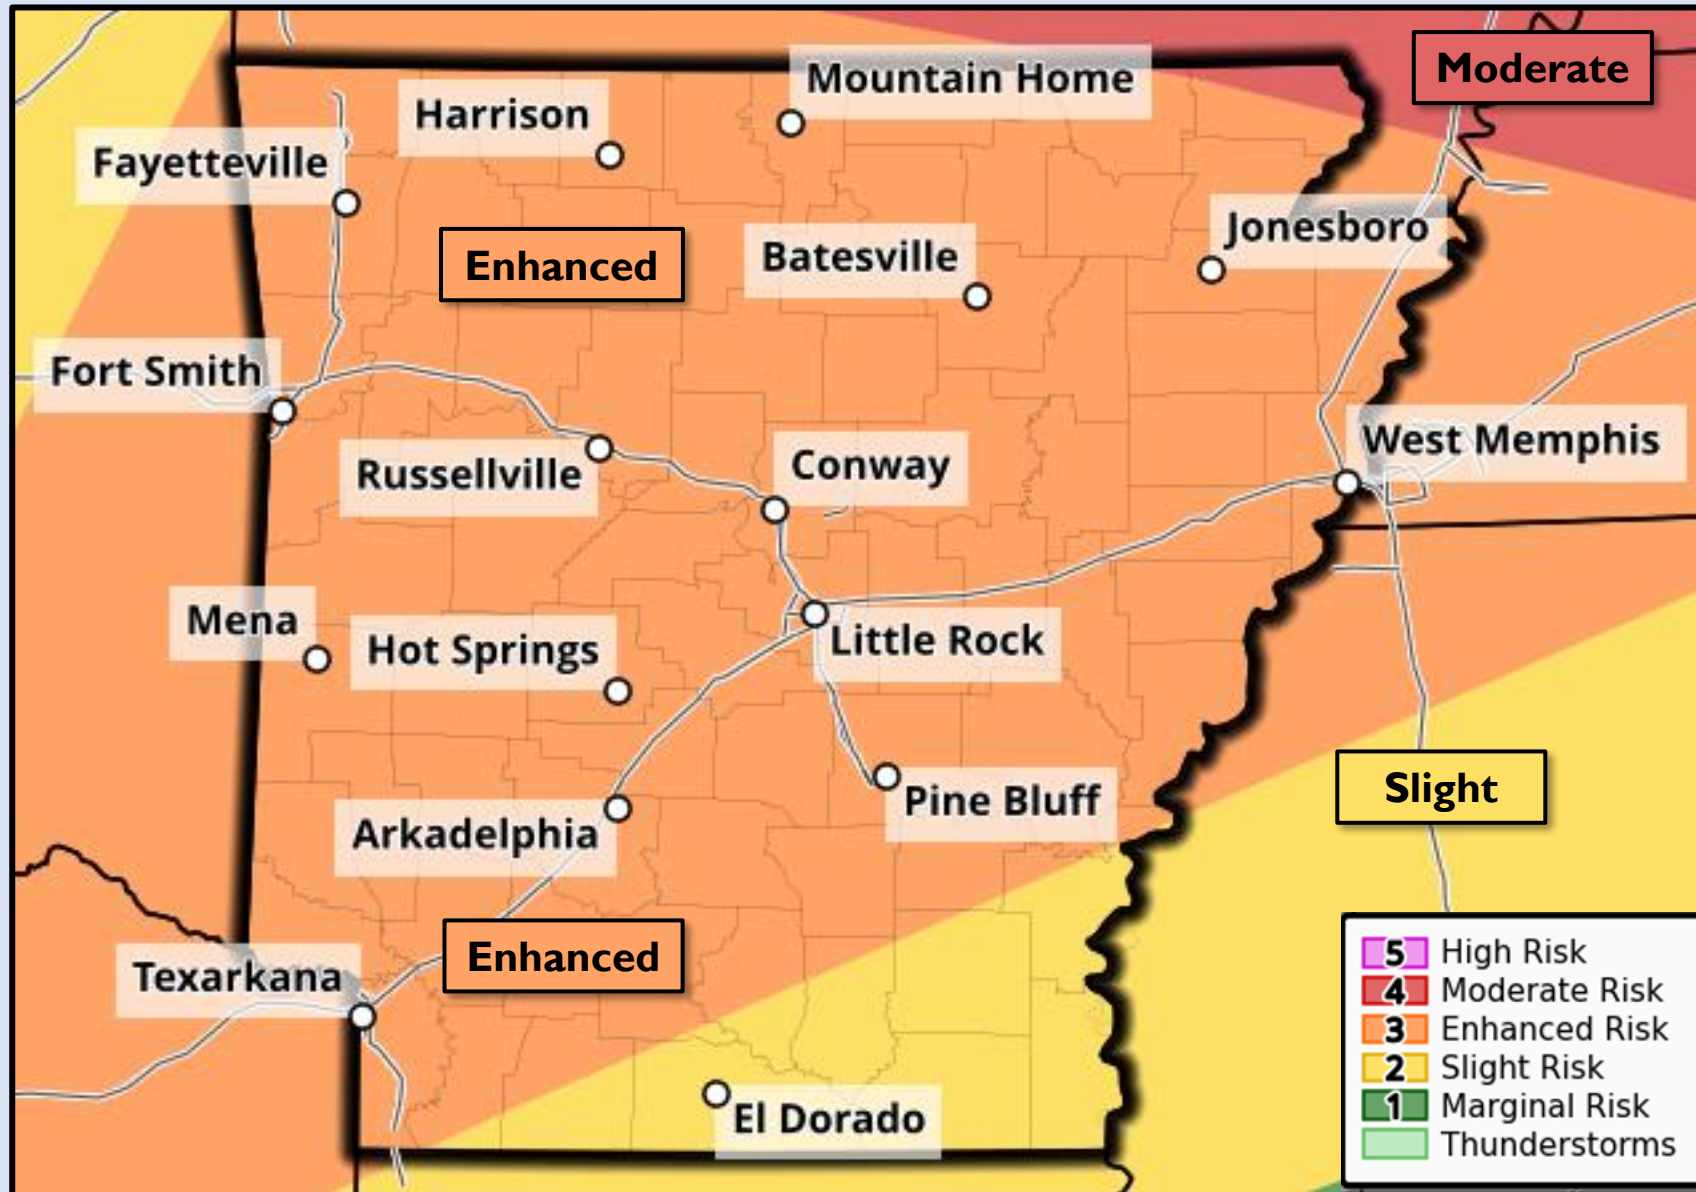 Moderate
Mountain Home
Harrison
Fayetteville
Jonesboro
Batesville
Enhanced
Fort Smith
West Memphis
Conway
Russellville
Mena
Hot Springs
Little Rock
Slight
Pine Bluff
Arkadelphia
Enhanced
Texarkana
El Dorado
5 High Risk
4 Moderate Risk
3 Enhanced Risk
2 Slight Risk
1 Marginal Risk
Thunderstorms